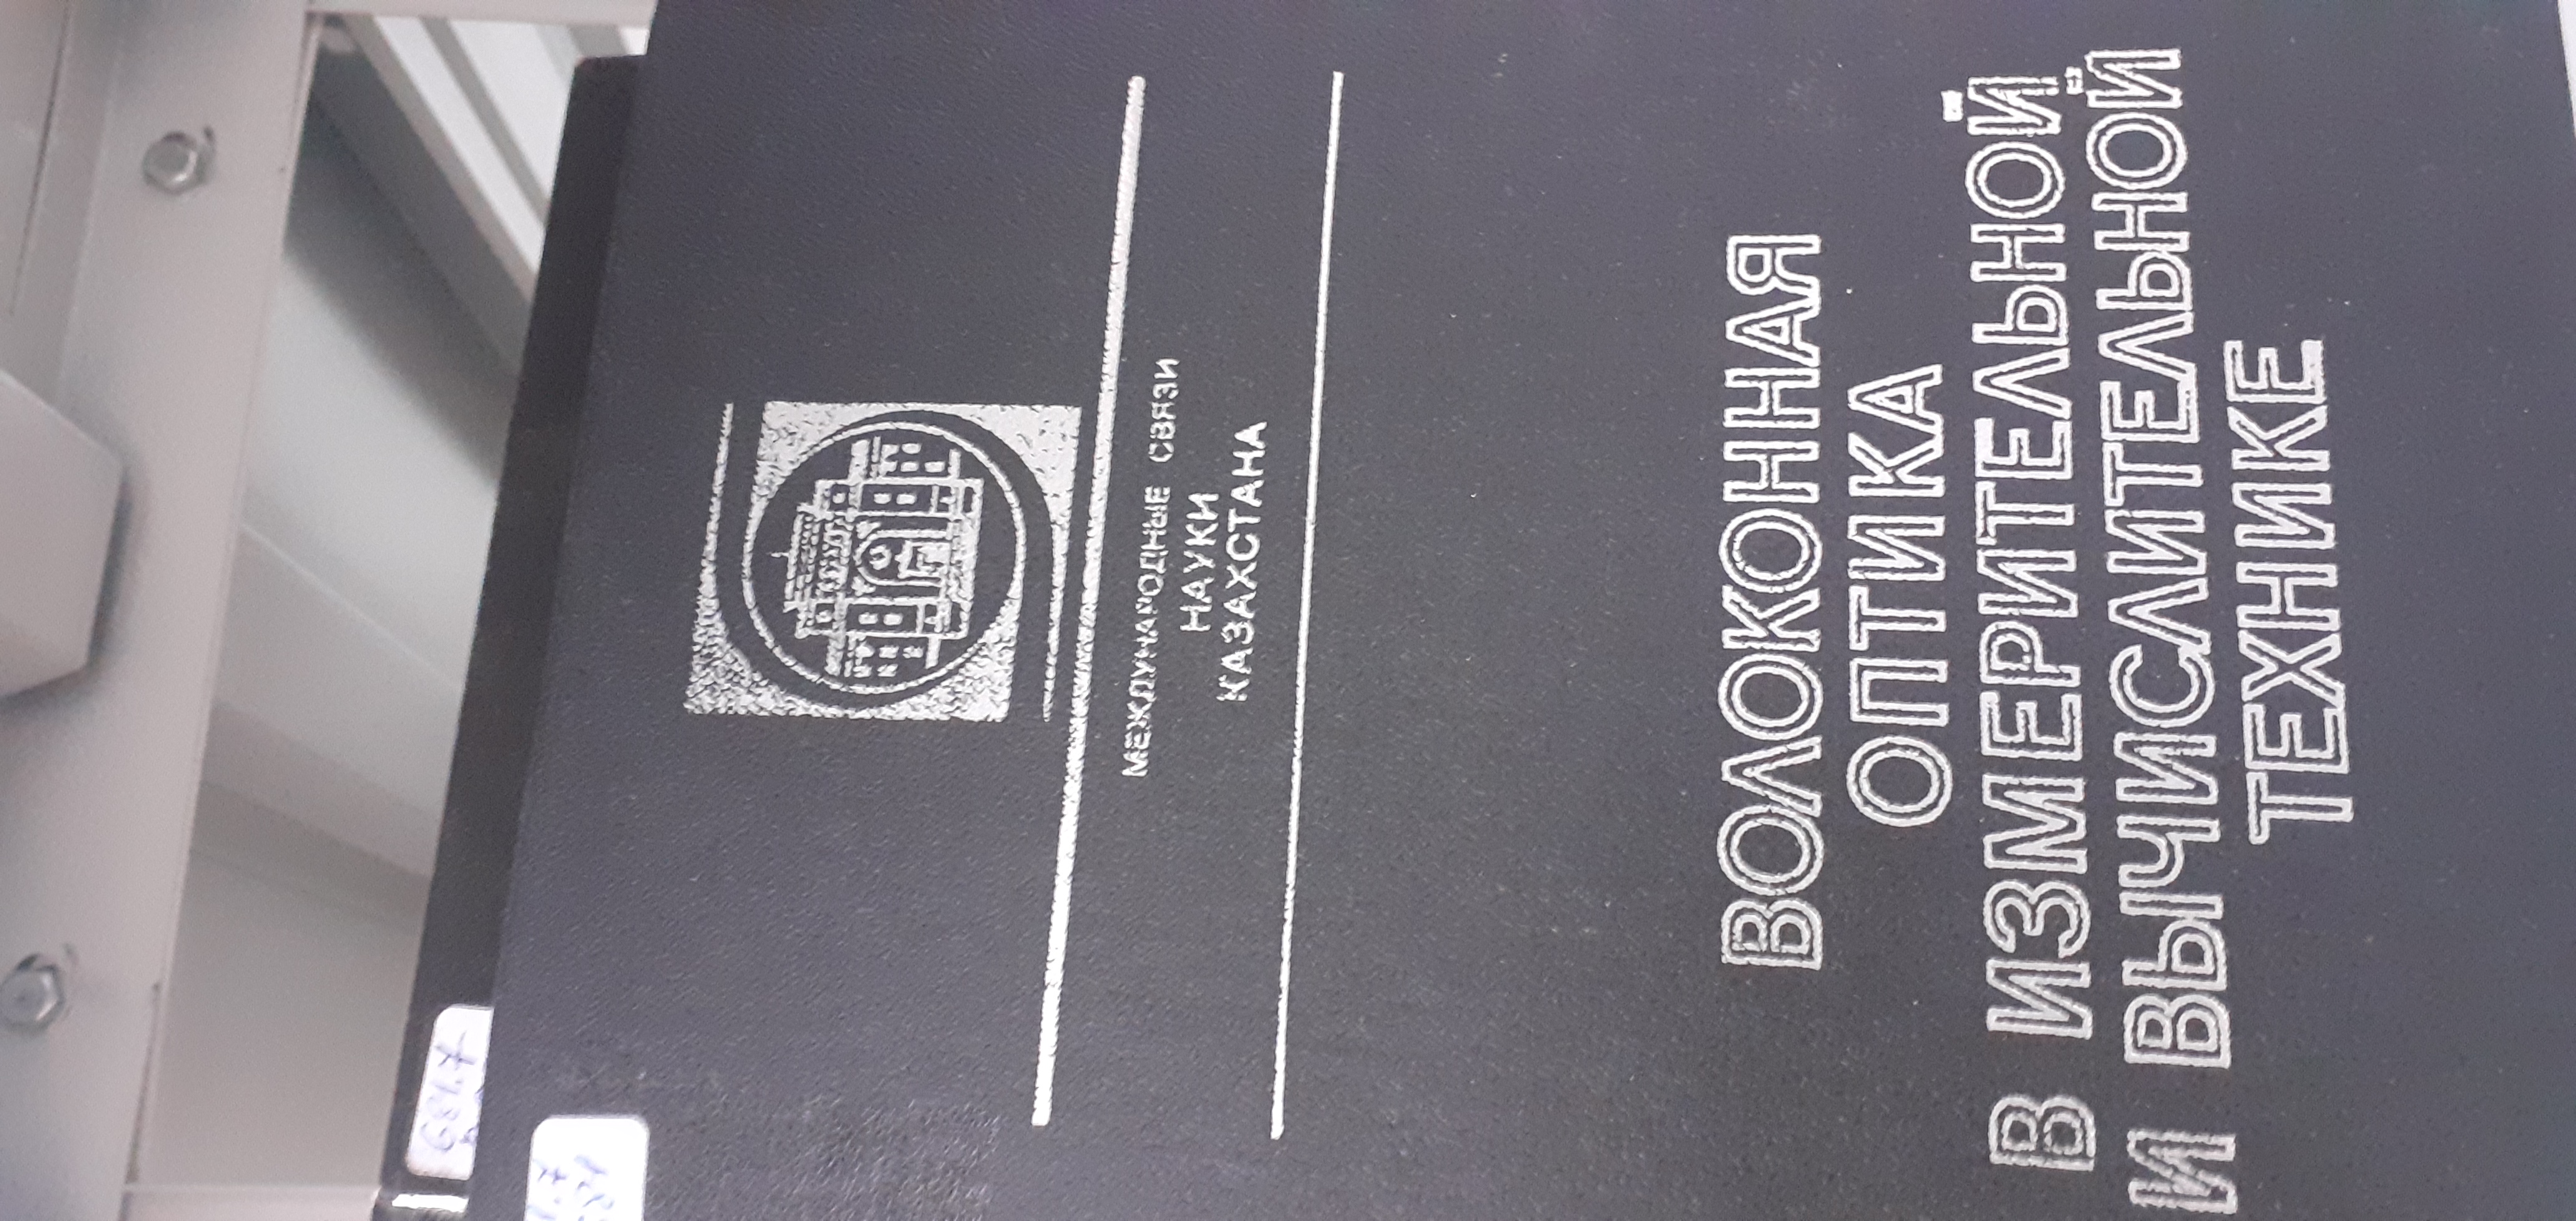 МЕЖДУНАРОДНЫЕ СВЯЗИ
НАУКИ
КАЗАХСТАНА
ВОЛОКОННАЯ
ОПТИКА
В ИЗМЕРИТЕЛЬНОЙ
И ВЫЧИСЛИТЕЛЬНОЙ
ТЕХНИКЕ